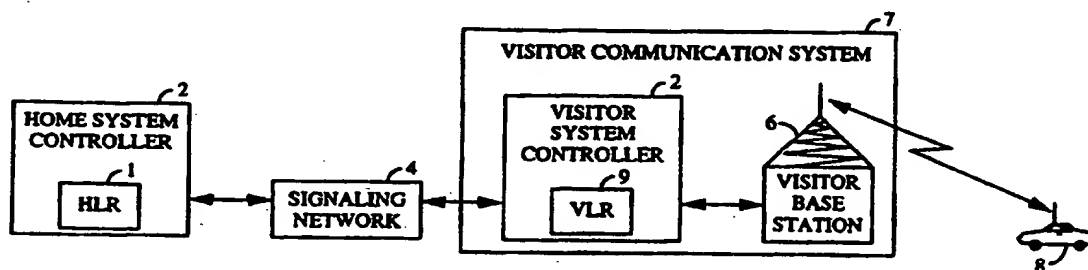 7
VISITOR COMMUNICATION SYSTEM
2
HOME SYSTEM
CONTROLLER
1
HLR
4
SIGNALING
NETWORK
2
VISITOR
SYSTEM
CONTROLLER
9
VLR
6
VISITOR
BASE
STATION
8